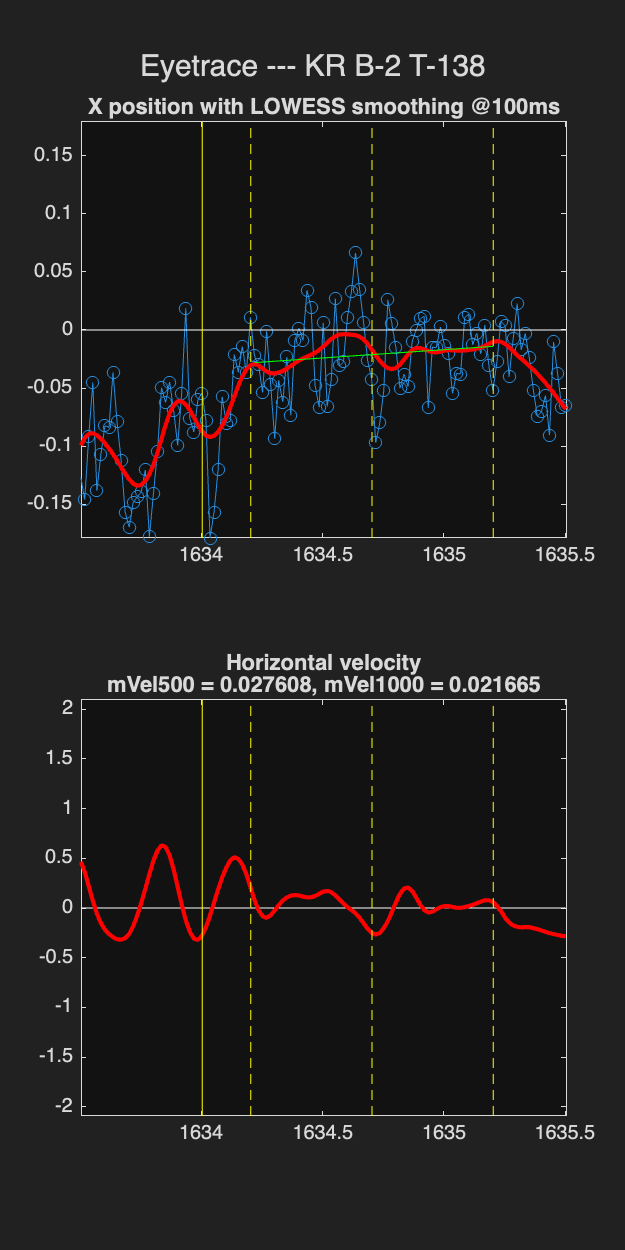 Eyetrace --- KR B-2 T-138
X position with LOWESS smoothing @100ms
0.15
0.1
0.05
0
-0.05
-0.1
-0.15
1634 1634.5 1635 1635.5
Horizontal velocity
mVel500 = 0.027608, mVel1000 = 0.021665
2
1.5
1
0.5
0
-0.5
-1
-1.5
-2
1634 1634.5 1635 1635.5